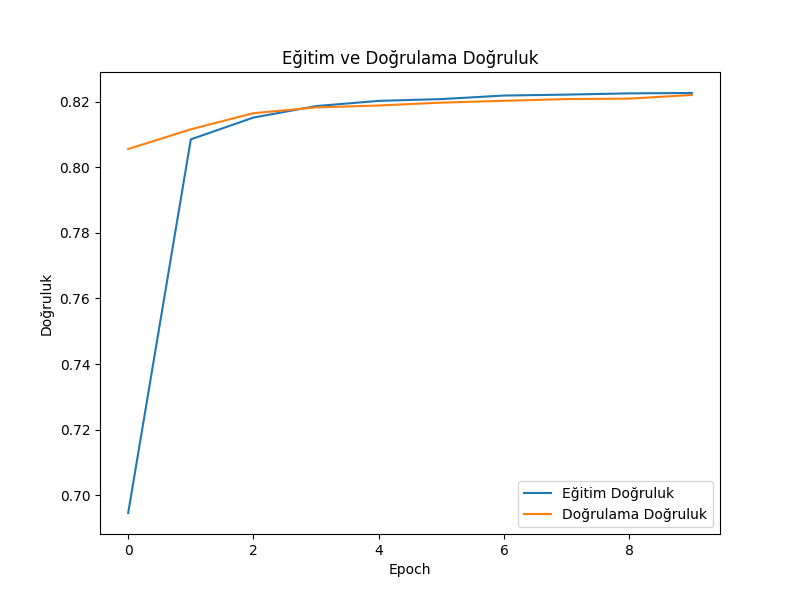 Eğitim ve Doğrulama Doğruluk
Doğruluk
0.82
0.80
0.78
0.76
0.74
0.72
0.70
0
2
4
6
8
Epoch
Eğitim Doğruluk
Doğrulama Doğruluk